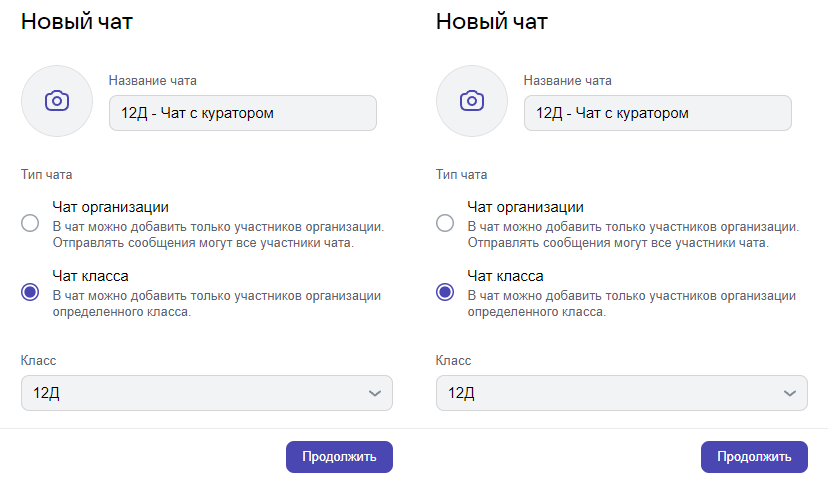 Новый чат
Название чата
12Д - Чат с куратором
Тип чата
Чат организации
В чат можно добавить только участников организации.
Отправлять сообщения могут все участники чата.
Чат класса
В чат можно добавить только участников организации
определенного класса.
Класс
12Д
Продолжить
Новый чат
Название чата
12Д - Чат с куратором
Тип чата
Чат организации
В чат можно добавить только участников организации.
Отправлять сообщения могут все участники чата.
Чат класса
В чат можно добавить только участников организации
определенного класса.
Класс
12Д
Продолжить